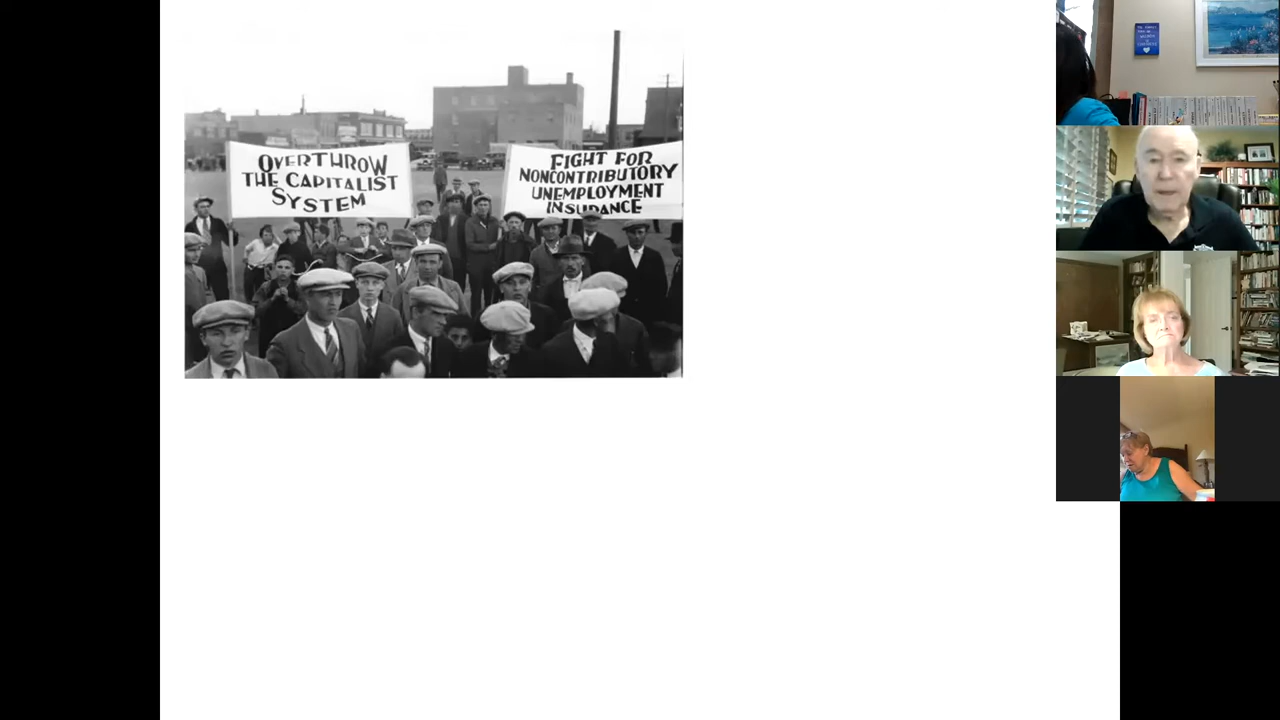 OVERTHROW
THE CAPITALIST
SYSTEM
FIGHT FOR
NONCONTRIBUTORY
UNEMPLOYMENT
INSURANCE